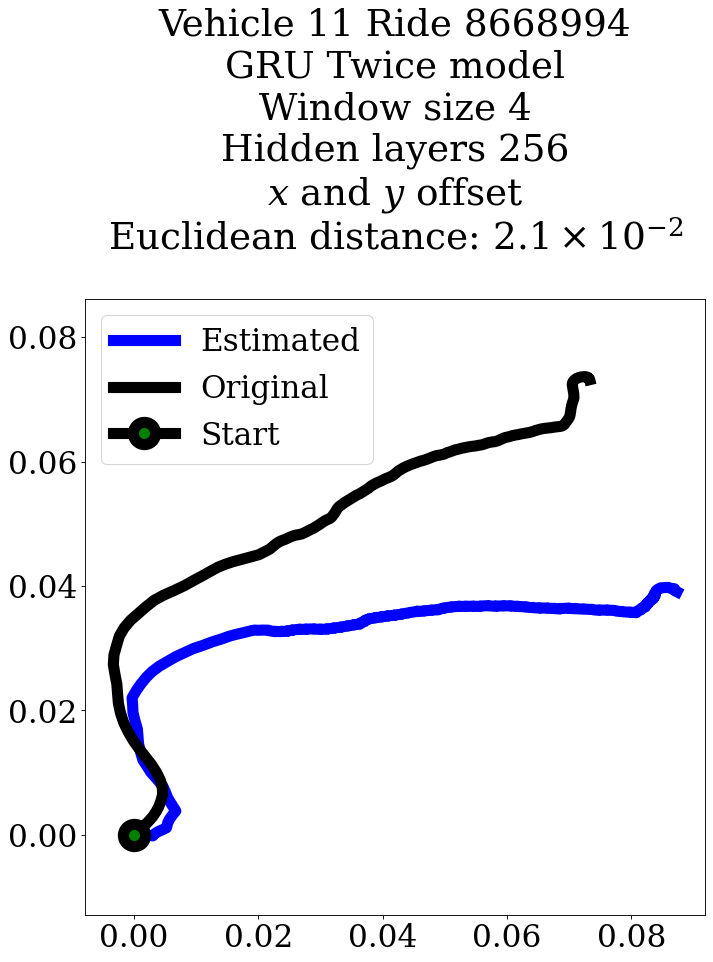 Vehicle 11 Ride 8668994
GRU Twice model
Window size 4
Hidden layers 256
x and y offset
Euclidean distance: 2.1 × 10⁻²
Estimated
Original
Start
0.08
0.06
0.04
0.02
0.00
0.00 0.02 0.04 0.06 0.08